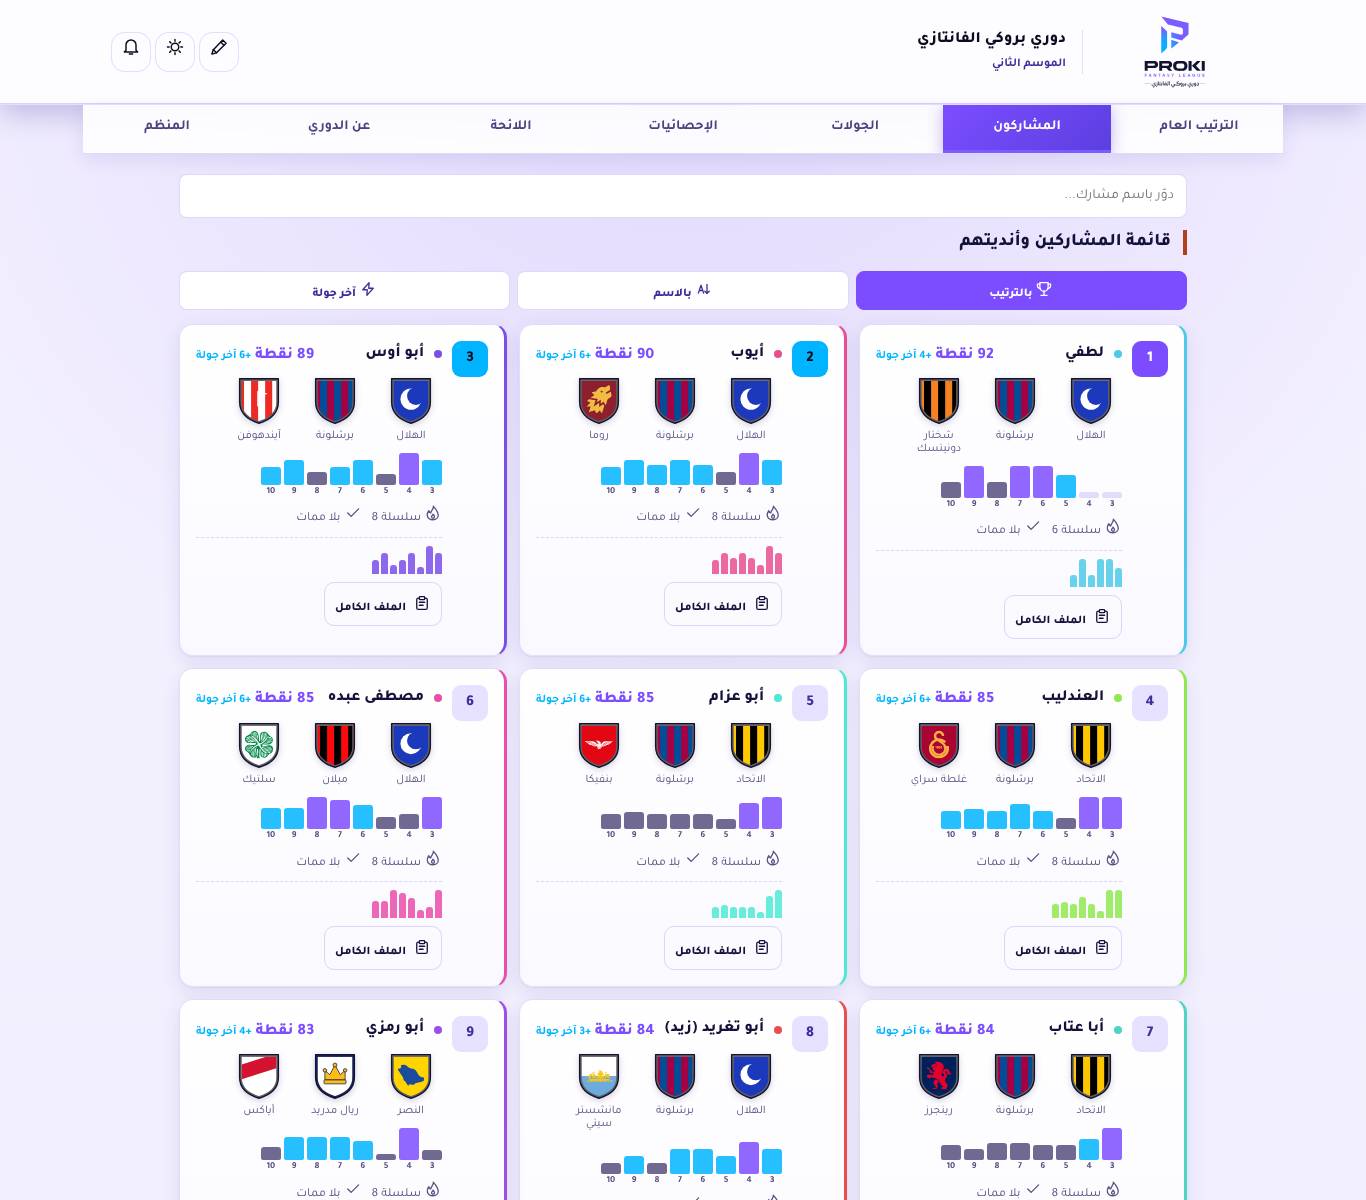 PROKI
FANTASY LEAGUE
دوري بروكي الفانتازي
دوري بروكي الفانتازي
الموسم الثاني
الترتيب العام
المشاركون
الجولات
الإحصائيات
اللائحة
عن الدوري
المنظم
دوّر باسم مشارك...
قائمة المشاركين وأنديتهم
بالترتيب
بالاسم
آخر جولة
1
لطفي
92 نقطة +4 آخر جولة
الهلال
برشلونة
شختار دونيتسك
3 4 5 6 7 8 9 10
سلسلة 6
بلا ممات
الملف الكامل
2
أيوب
90 نقطة +6 آخر جولة
الهلال
برشلونة
روما
3 4 5 6 7 8 9 10
سلسلة 8
بلا ممات
الملف الكامل
3
أبو أوس
89 نقطة +6 آخر جولة
الهلال
برشلونة
آيندهوفن
3 4 5 6 7 8 9 10
سلسلة 8
بلا ممات
الملف الكامل
4
العندليب
85 نقطة +6 آخر جولة
الاتحاد
برشلونة
غلطة سراي
3 4 5 6 7 8 9 10
سلسلة 8
بلا ممات
الملف الكامل
5
أبو عزام
85 نقطة +6 آخر جولة
الاتحاد
برشلونة
بنفيكا
3 4 5 6 7 8 9 10
سلسلة 8
بلا ممات
الملف الكامل
6
مصطفى عبده
85 نقطة +6 آخر جولة
الهلال
ميلان
سلتيك
3 4 5 6 7 8 9 10
سلسلة 8
بلا ممات
الملف الكامل
7
أبا عتاب
84 نقطة +6 آخر جولة
الاتحاد
برشلونة
رينجرز
3 4 5 6 7 8 9 10
سلسلة 8
بلا ممات
8
أبو تغريد (زيد)
84 نقطة +3 آخر جولة
الهلال
برشلونة
مانشستر سيتي
3 4 5 6 7 8 9 10
9
أبو رمزي
83 نقطة +4 آخر جولة
النصر
ريال مدريد
أياكس
3 4 5 6 7 8 9 10
سلسلة 8
بلا ممات